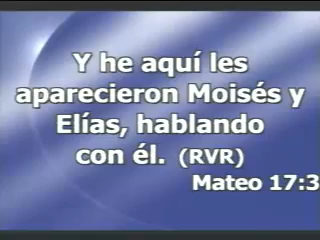 Y he aquí les
aparecieron Moisés y
Elías, hablando
con él. (RVR)
Mateo 17:3